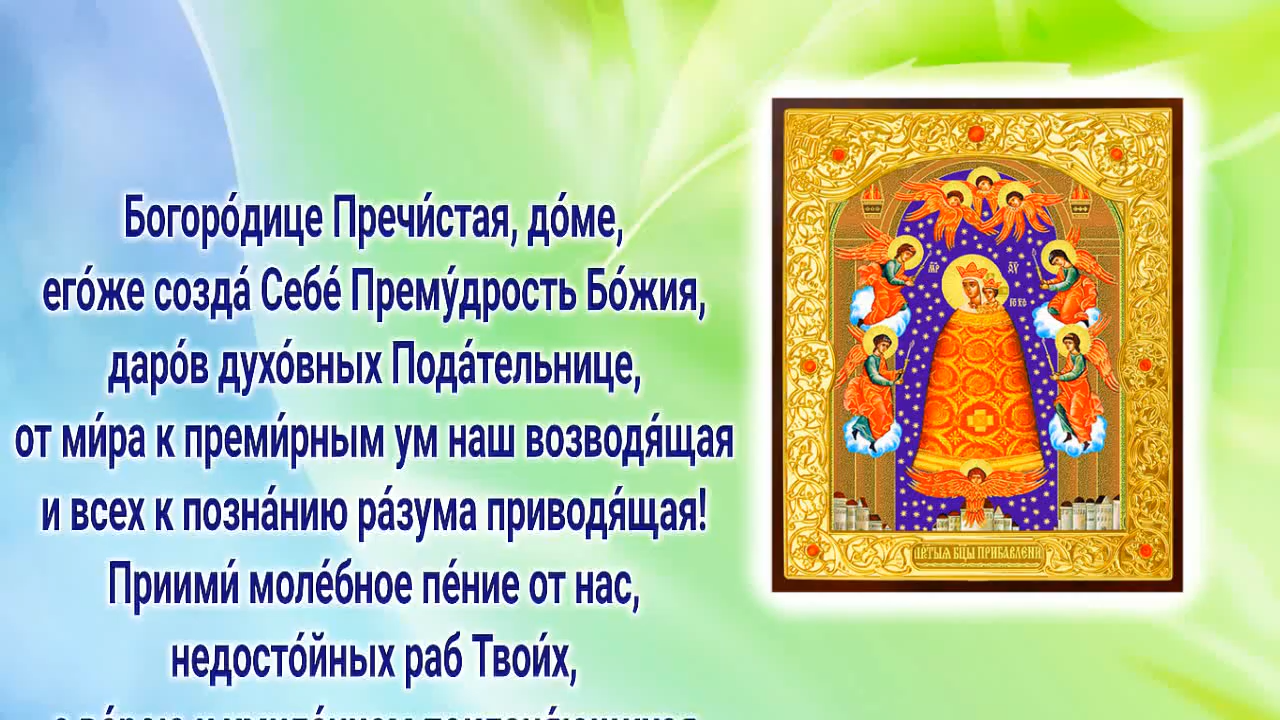 Богоро́дице Пречи́стая, до́ме,
его́же созда́ Себе́ Прему́дрость Бо́жия,
даро́в духо́вных Пода́тельнице,
от ми́ра к преми́рным ум наш возводя́щая
и всех к позна́нию ра́зума приводя́щая!
Приими́ моле́бное пе́ние от нас,
недосто́йных раб Твои́х,
ПРИБАВЛЕНИ